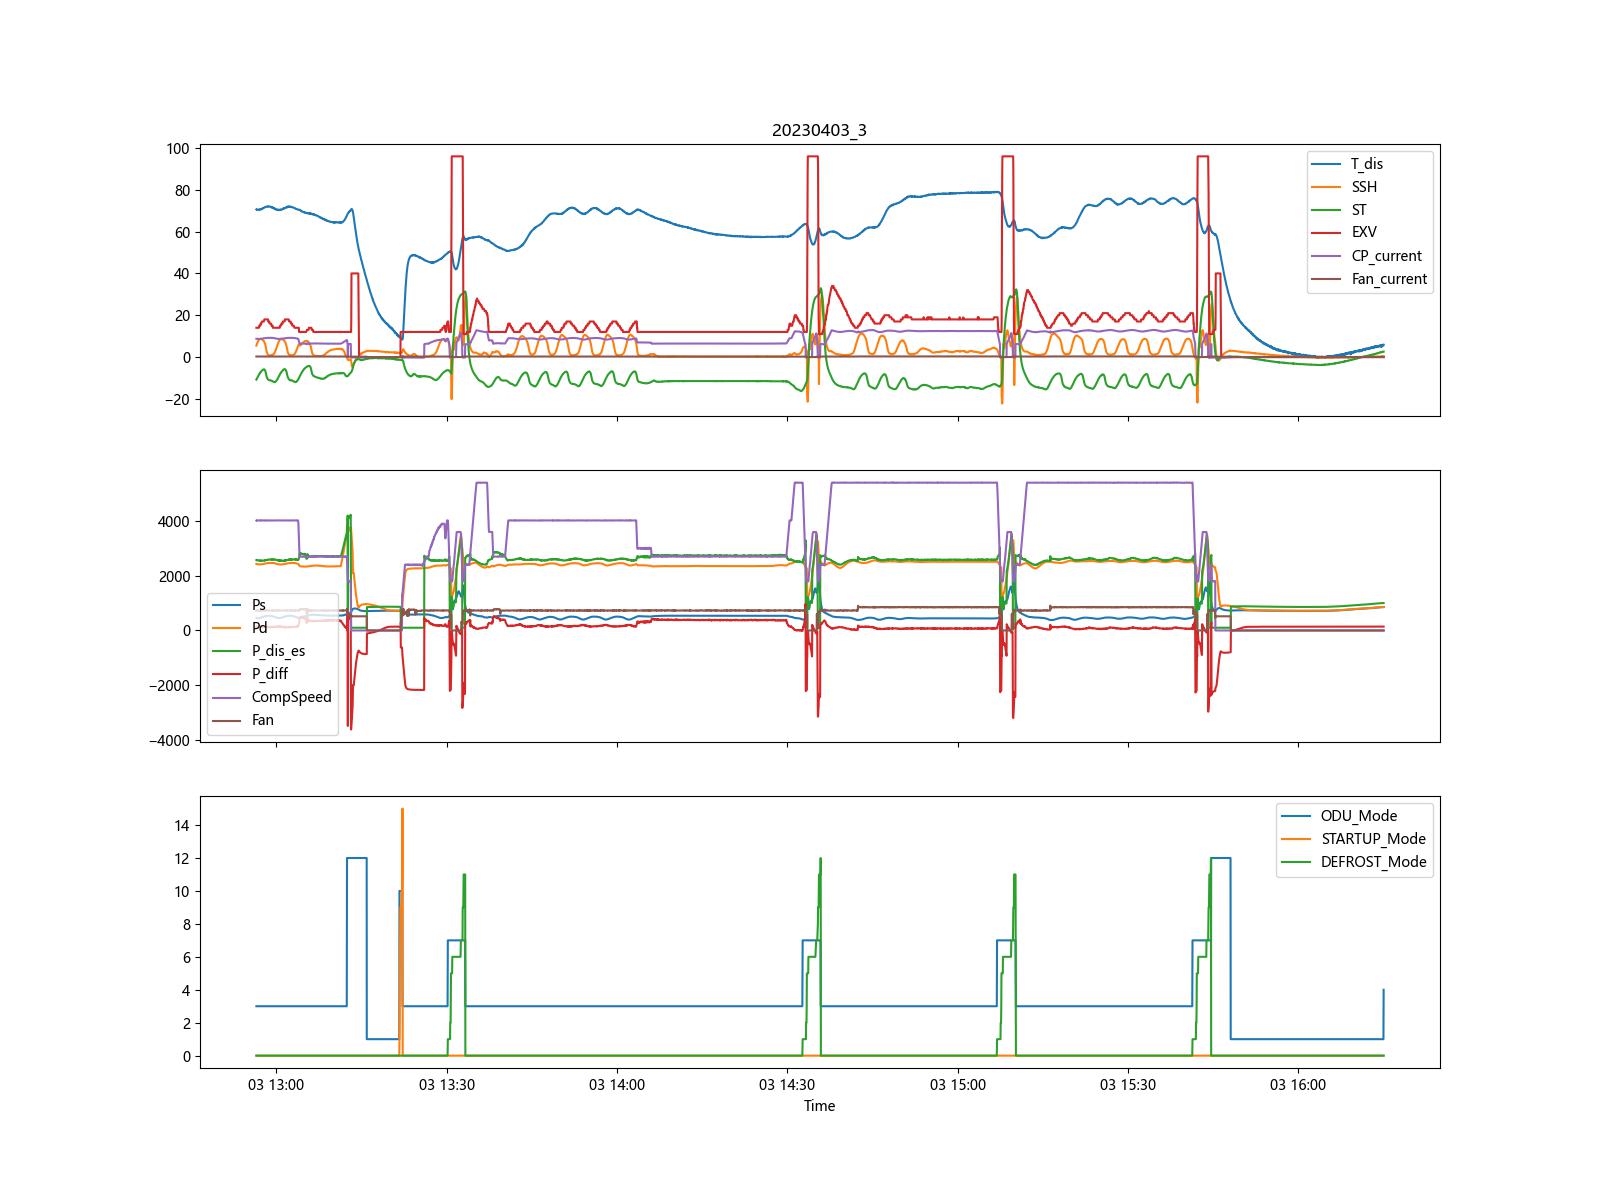 20230403_3
100
80
60
40
20
0
−20
T_dis
SSH
ST
EXV
CP_current
Fan_current
4000
2000
0
−2000
−4000
Ps
Pd
P_dis_es
P_diff
CompSpeed
Fan
14
12
10
8
6
4
2
0
ODU_Mode
STARTUP_Mode
DEFROST_Mode
03 13:00 03 13:30 03 14:00 03 14:30 03 15:00 03 15:30 03 16:00
Time